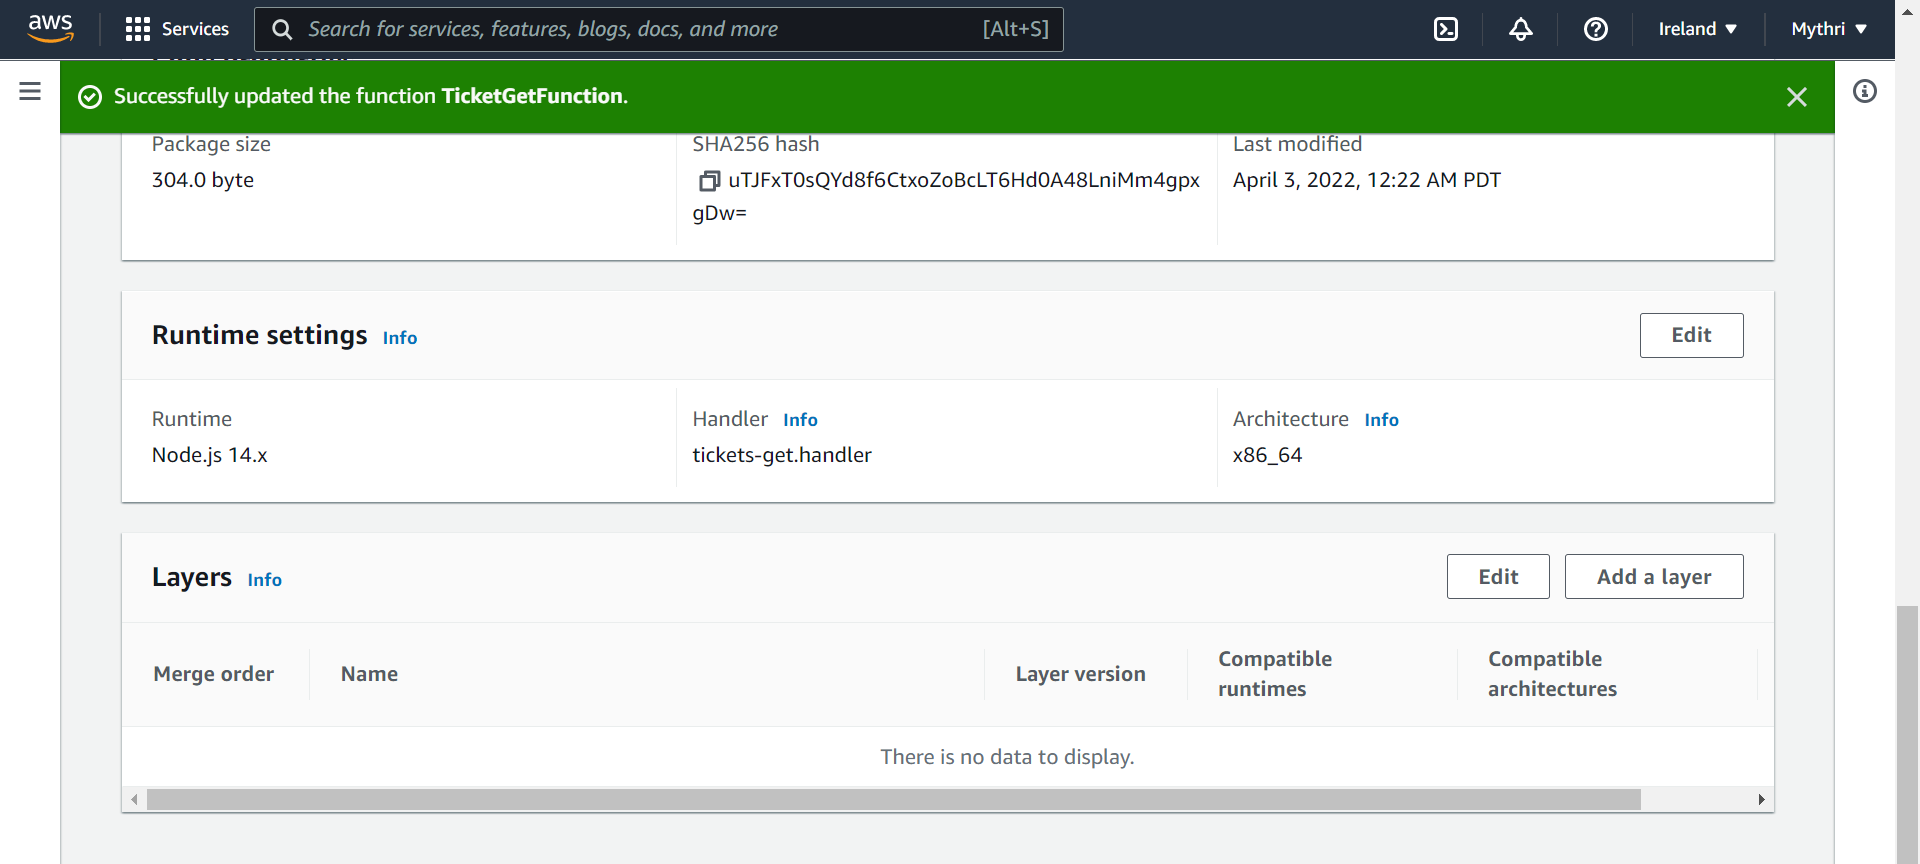 aws
Services
Search for services, features, blogs, docs, and more
[Alt+S]
Ireland ▼
Mythri ▼
Successfully updated the function TicketGetFunction.
Package size
304.0 byte
SHA256 hash
uTJFxT0sQYd8f6CtxoZoBcLT6Hd0A48LniMm4gpx
gDw=
Last modified
April 3, 2022, 12:22 AM PDT
Runtime settings Info
Edit
Runtime
Node.js 14.x
Handler Info
tickets-get.handler
Architecture Info
x86_64
Layers Info
Edit
Add a layer
Merge order
Name
Layer version
Compatible
runtimes
Compatible
architectures
There is no data to display.